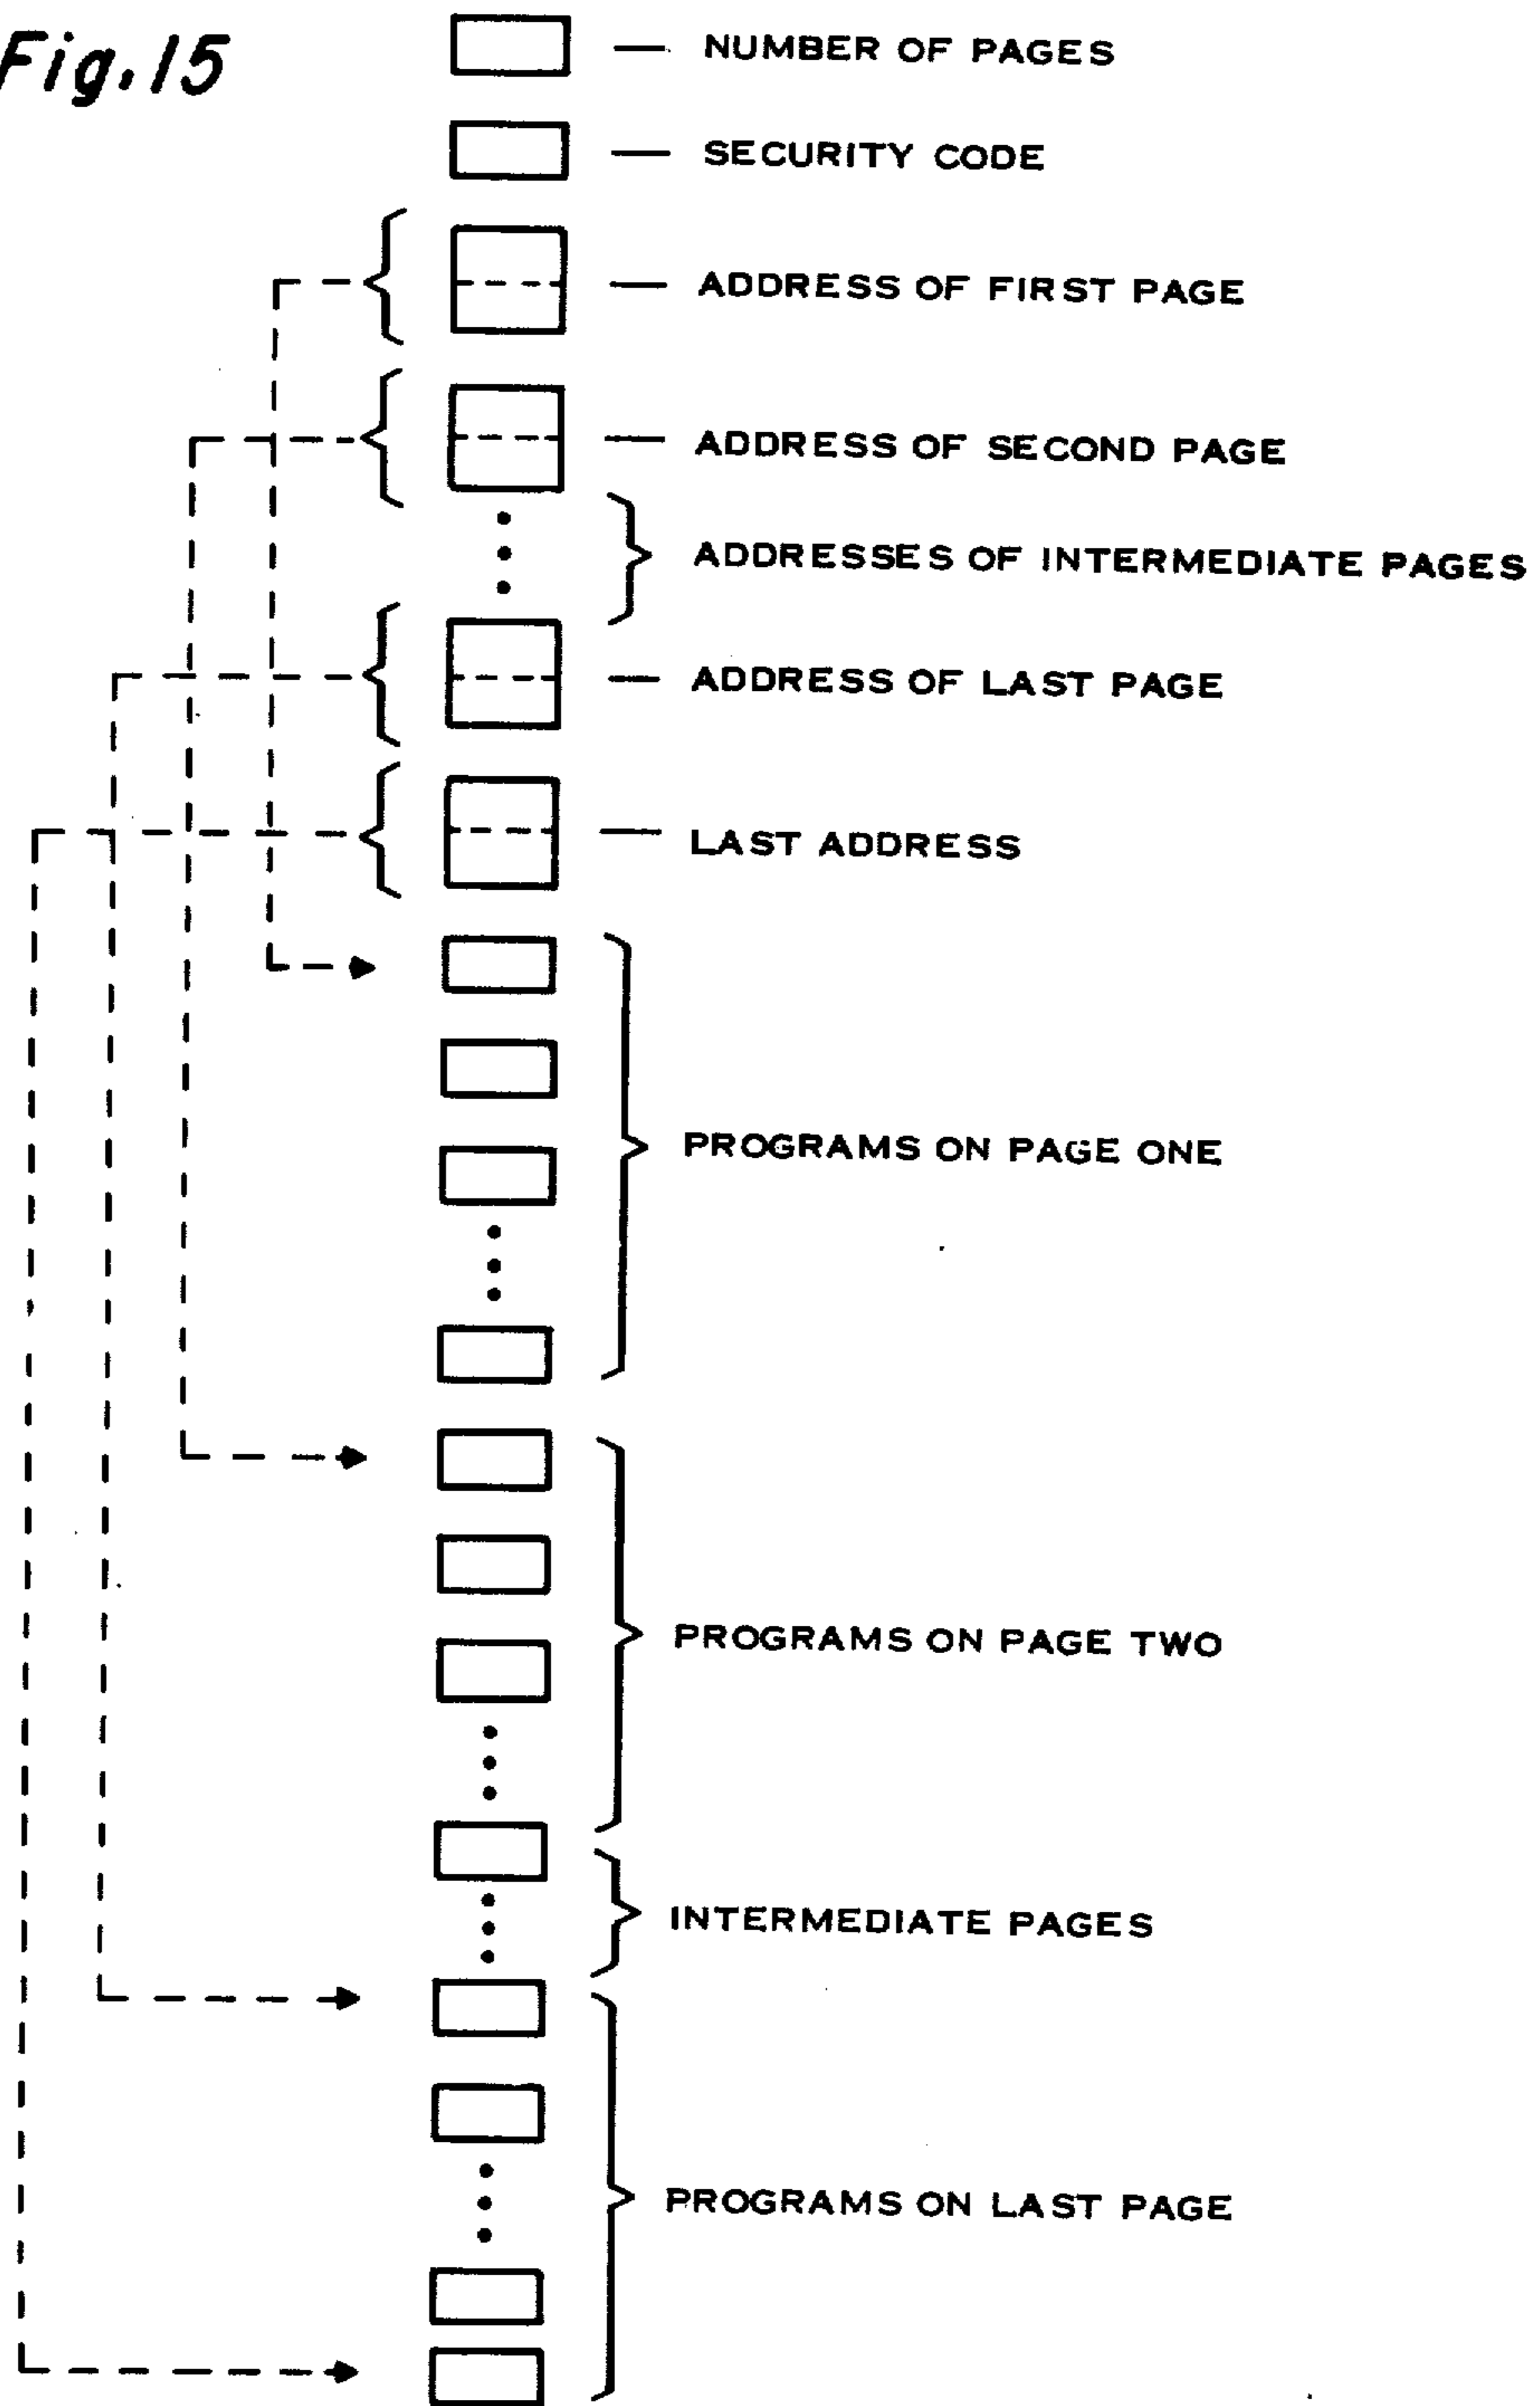 Fig.15
NUMBER OF PAGES
SECURITY CODE
ADDRESS OF FIRST PAGE
ADDRESS OF SECOND PAGE
ADDRESSES OF INTERMEDIATE PAGES
ADDRESS OF LAST PAGE
LAST ADDRESS
PROGRAMS ON PAGE ONE
PROGRAMS ON PAGE TWO
INTERMEDIATE PAGES
PROGRAMS ON LAST PAGE